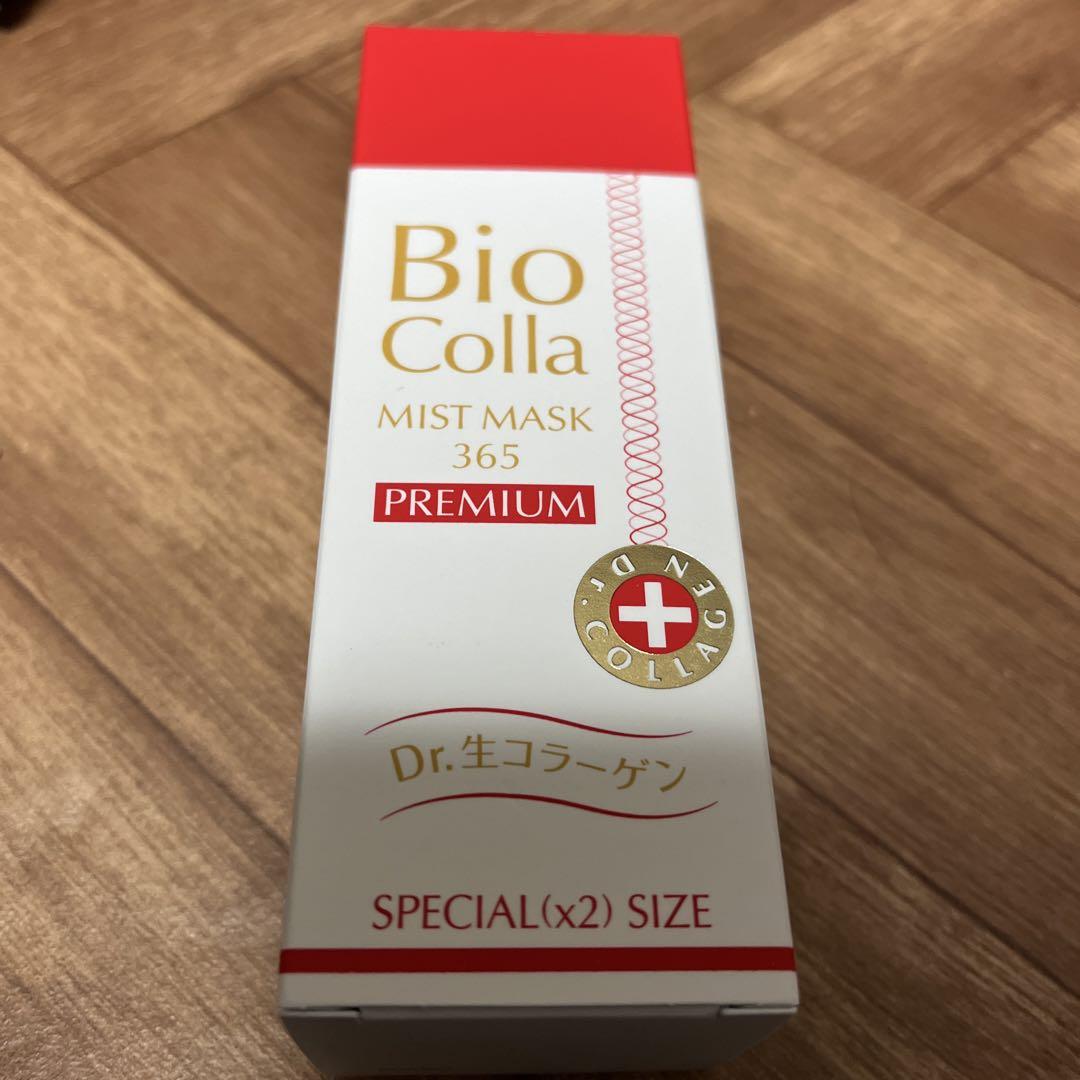 Bio
Colla
MIST MASK
365
PREMIUM
Dr. COLLAGEN
Dr.生コラーゲン
SPECIAL(x2) SIZE